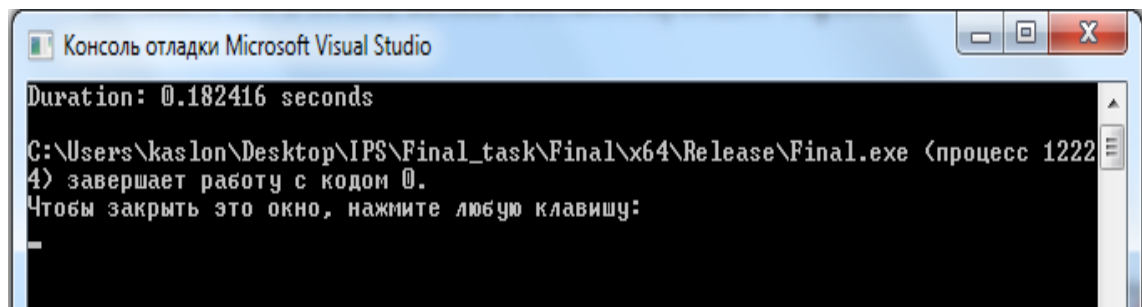 Консоль отладки Microsoft Visual Studio
Duration: 0.182416 seconds
C:\Users\kaslon\Desktop\IPS\Final_task\Final\x64\Release\Final.exe (процесс 1222
4) завершает работу с кодом 0.
Чтобы закрыть это окно, нажмите любую клавишу: